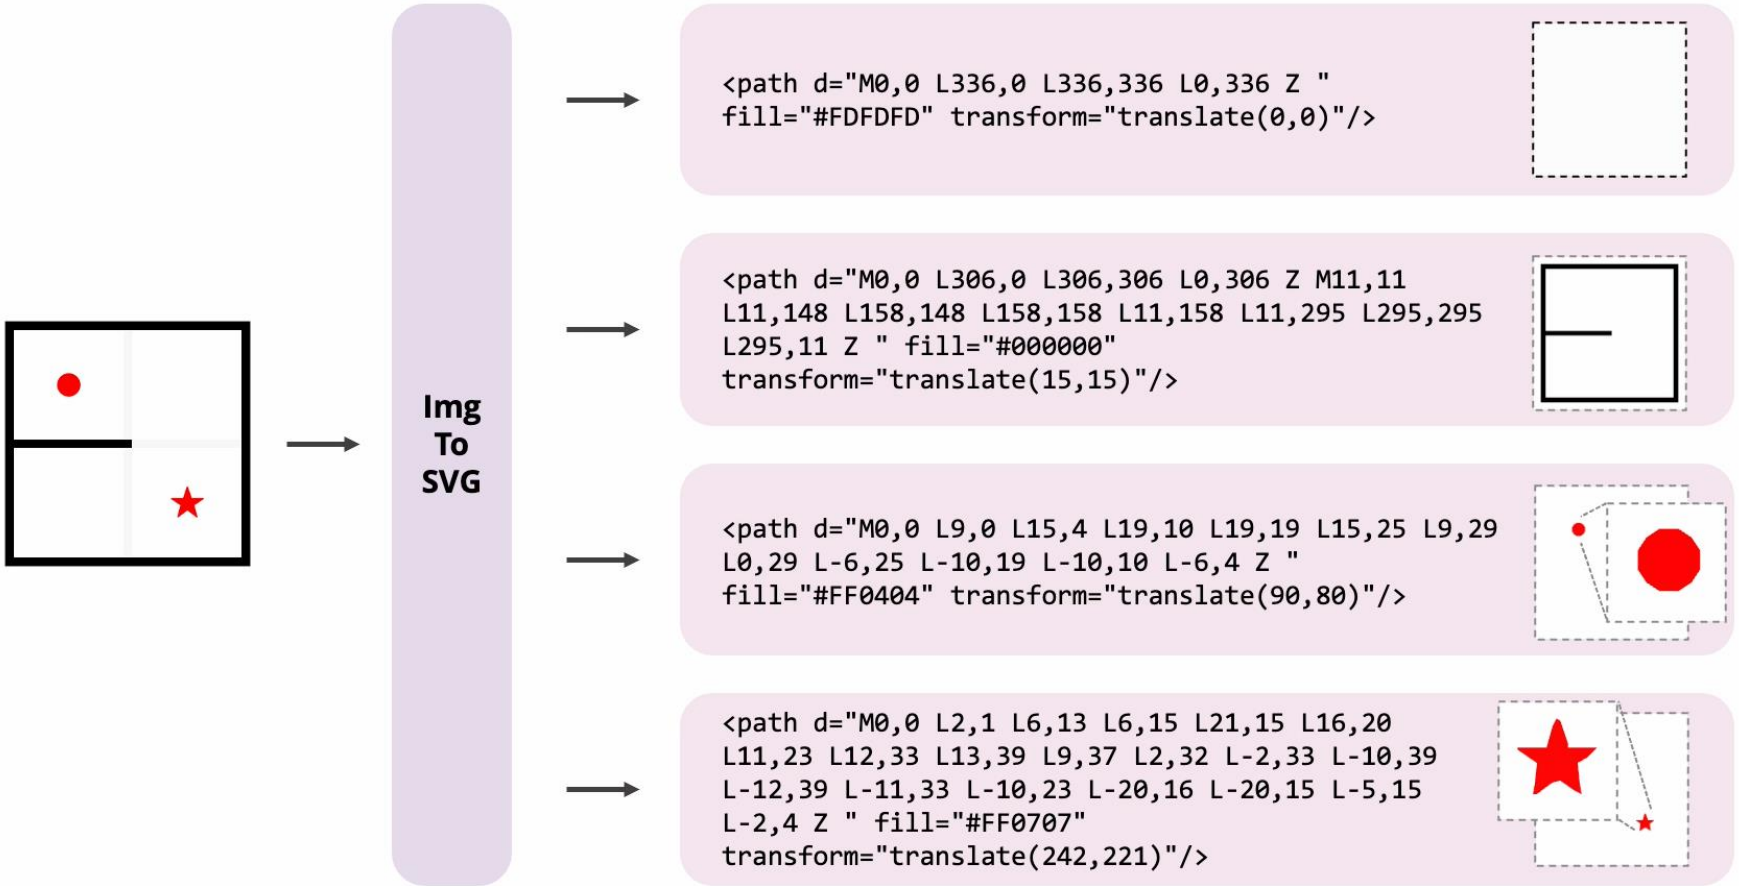 Img
To
SVG
<path d="M0,0 L336,0 L336,336 L0,336 Z "
fill="#FDFDFD" transform="translate(0,0)"/>
<path d="M0,0 L306,0 L306,306 L0,306 Z M11,11
L11,148 L158,148 L158,158 L11,158 L11,295 L295,295
L295,11 Z " fill="#000000"
transform="translate(15,15)"/>
<path d="M0,0 L9,0 L15,4 L19,10 L19,19 L15,25 L9,29
L0,29 L-6,25 L-10,19 L-10,10 L-6,4 Z "
fill="#FF0404" transform="translate(90,80)"/>
<path d="M0,0 L2,1 L6,13 L6,15 L21,15 L16,20
L11,23 L12,33 L13,39 L9,37 L2,32 L-2,33 L-10,39
L-12,39 L-11,33 L-10,23 L-20,16 L-20,15 L-5,15
L-2,4 Z " fill="#FF0707"
transform="translate(242,221)"/>